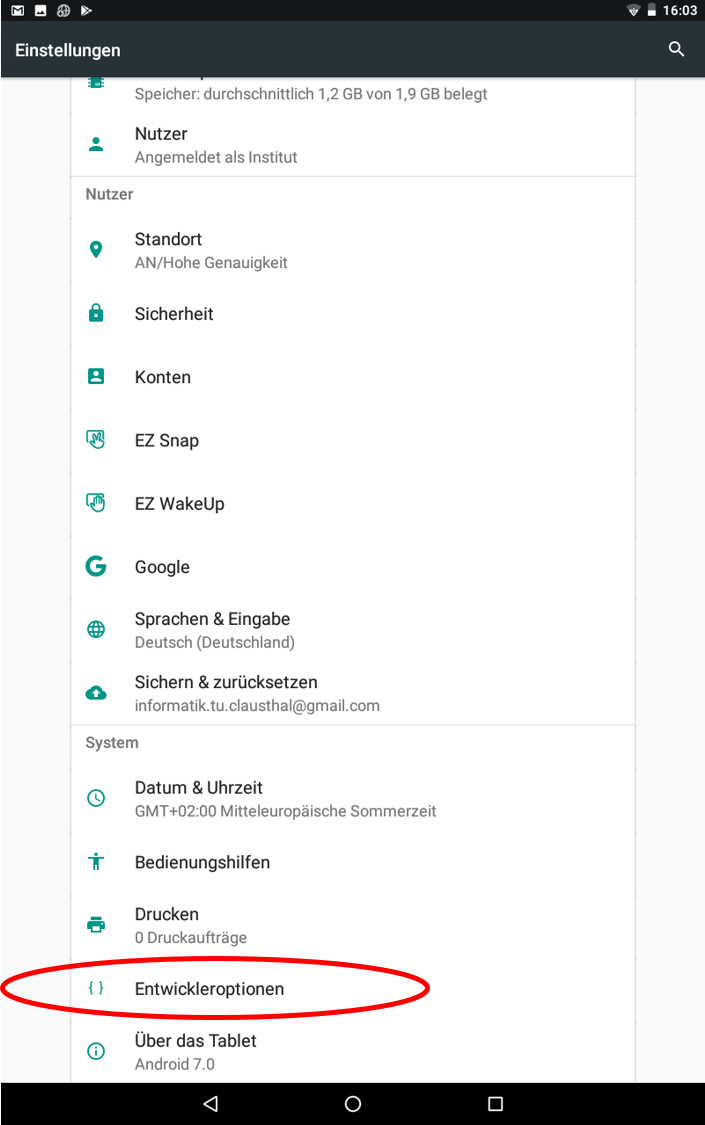 16:03
Einstellungen
Speicher: durchschnittlich 1,2 GB von 1,9 GB belegt
Nutzer
Angemeldet als Institut
Nutzer
Standort
AN/Hohe Genauigkeit
Sicherheit
Konten
EZ Snap
EZ WakeUp
Google
Sprachen & Eingabe
Deutsch (Deutschland)
Sichern & zurücksetzen
informatik.tu.clausthal@gmail.com
System
Datum & Uhrzeit
GMT+02:00 Mitteleuropäische Sommerzeit
Bedienungshilfen
Drucken
0 Druckaufträge
{ } Entwickleroptionen
Über das Tablet
Android 7.0